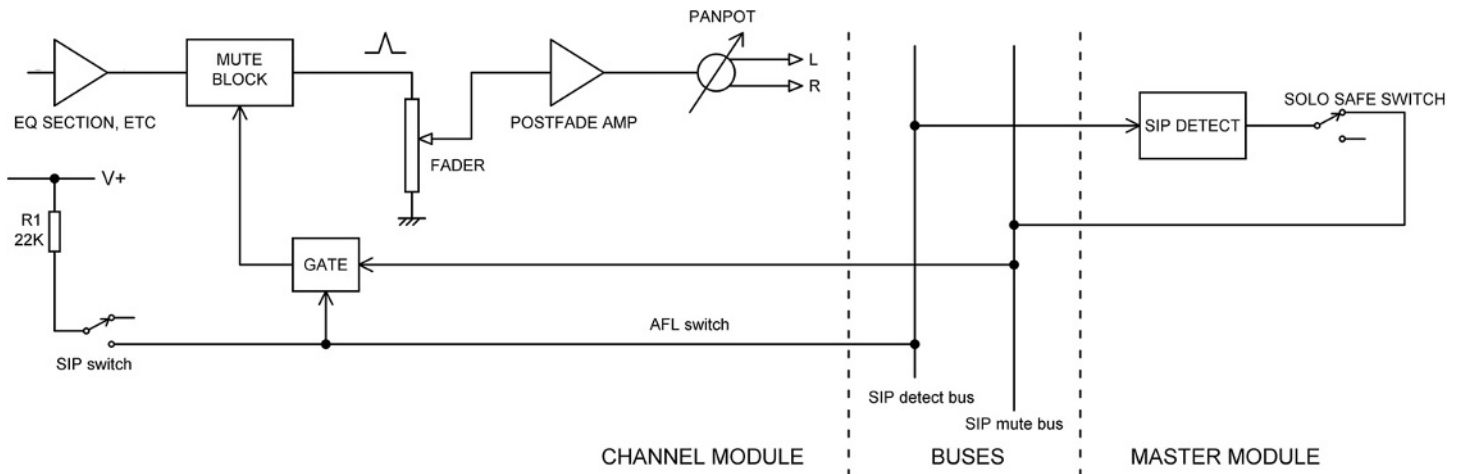 PANPOT
MUTE
BLOCK
L
R
EQ SECTION, ETC
POSTFADE AMP
SIP DETECT
SOLO SAFE SWITCH
FADER
V+
R1
22K
GATE
AFL switch
SIP switch
SIP detect bus
SIP mute bus
CHANNEL MODULE
BUSES
MASTER MODULE